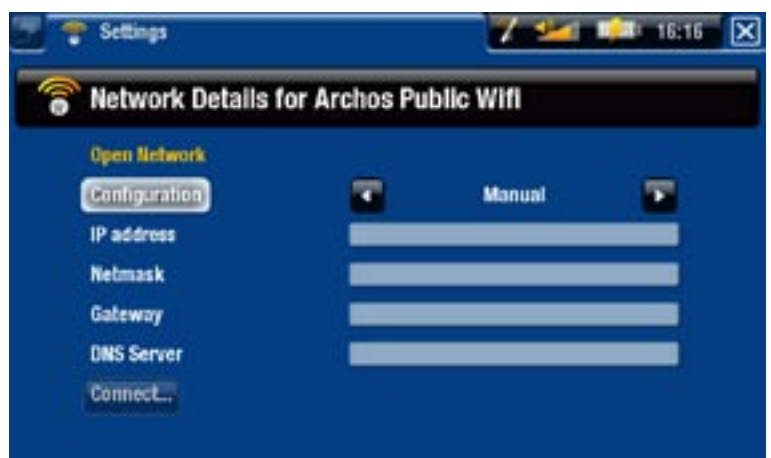 Settings
16:16
Network Details for Archos Public Wifi
Open Network
Configuration Manual
IP address
Netmask
Gateway
DNS Server
Connect...